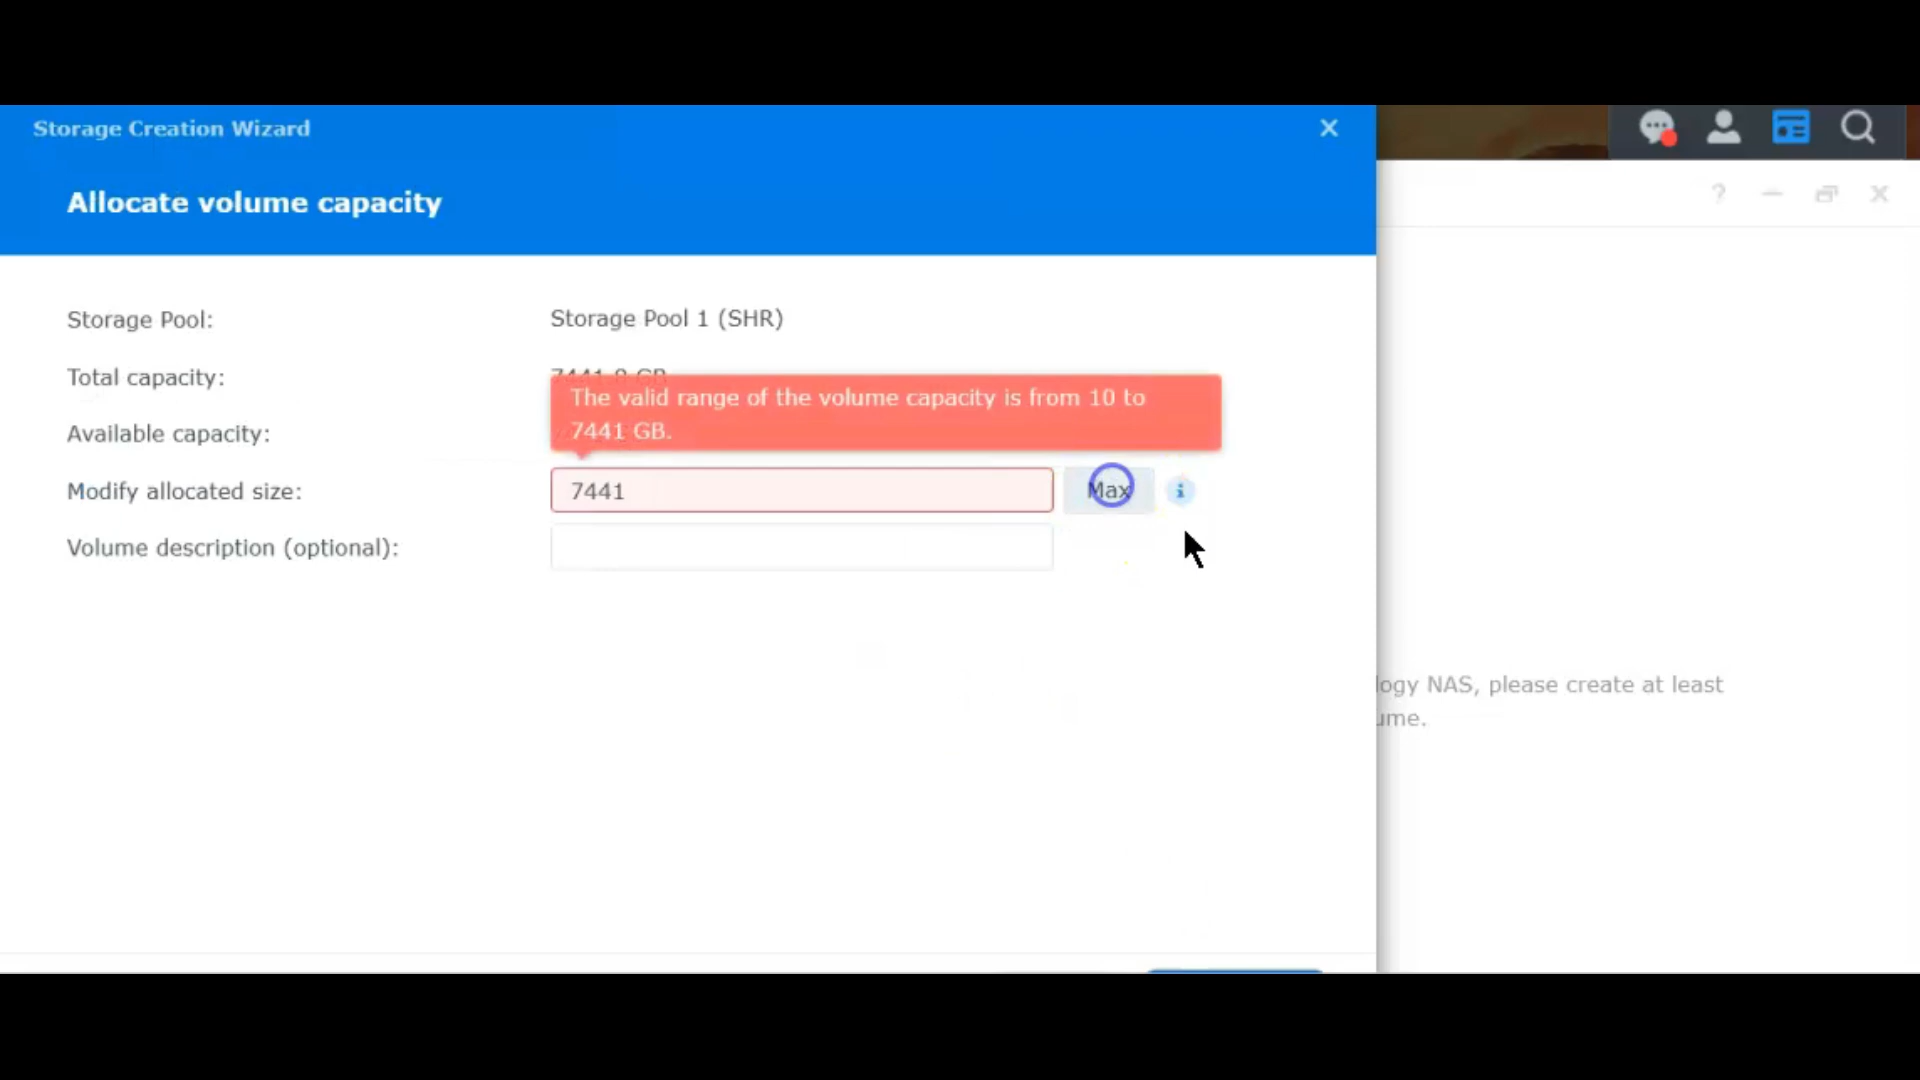 Storage Creation Wizard
Allocate volume capacity
Storage Pool: Storage Pool 1 (SHR)
Total capacity:
The valid range of the volume capacity is from 10 to
7441 GB.
Available capacity:
Modify allocated size: 7441 Max
Volume description (optional):
logy NAS, please create at least
ume.